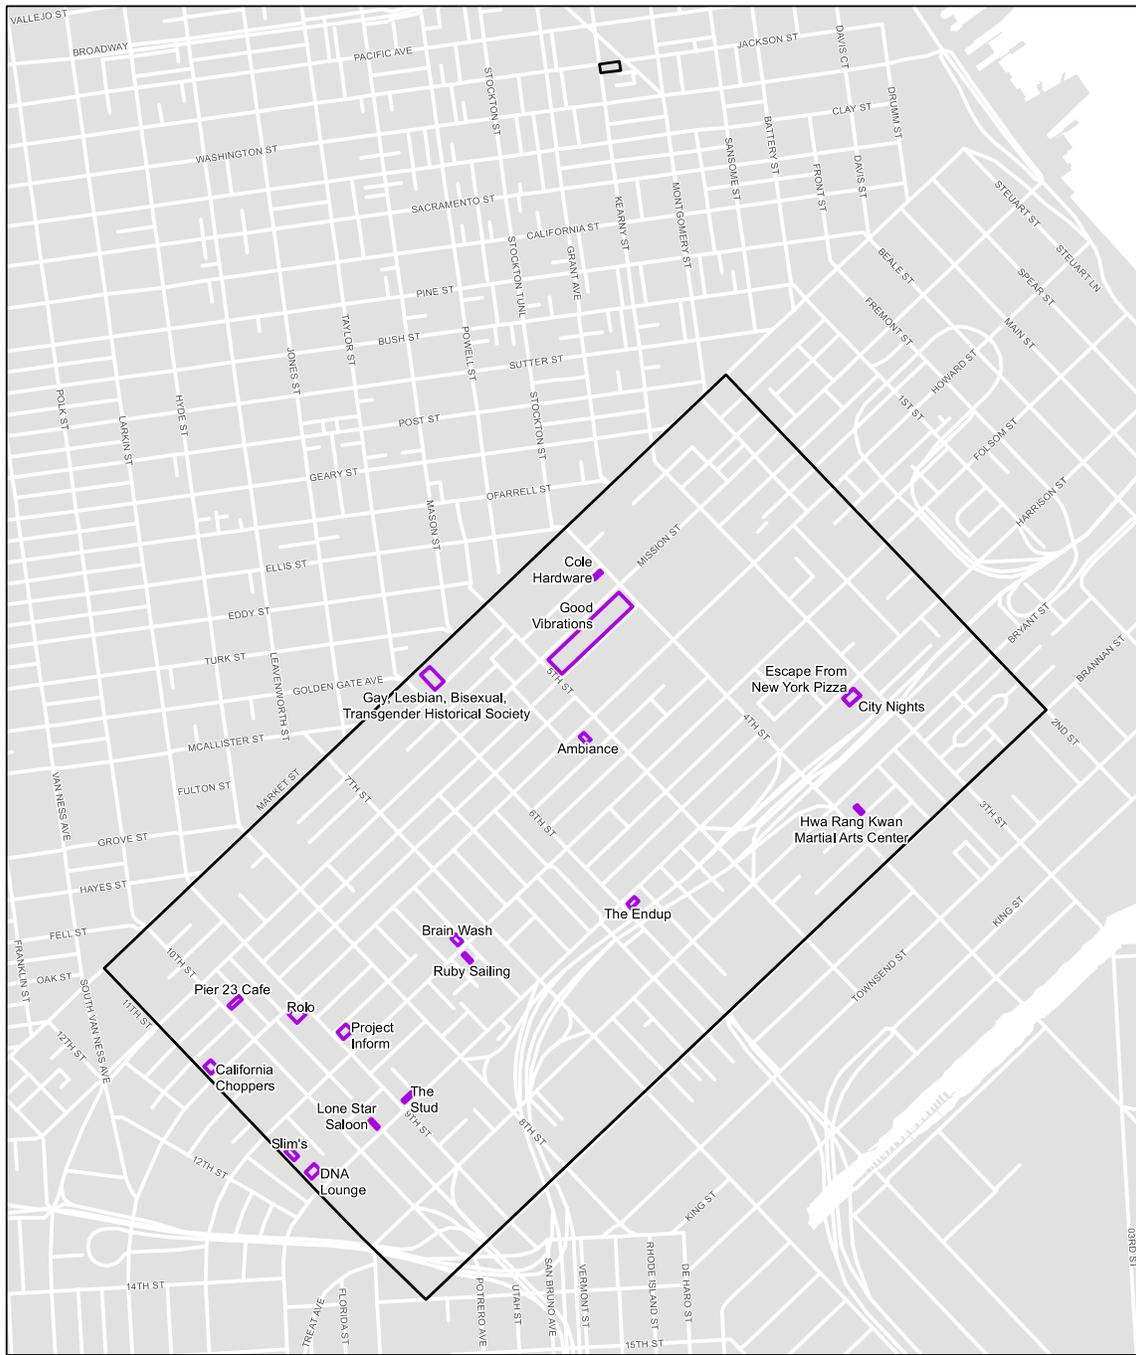 VALLEJO ST
BROADWAY
PACIFIC AVE
JACKSON ST
DAVIS CT
STOCKTON ST
DRUMM ST
CLAY ST
WASHINGTON ST
SANSOME ST
BATTERY ST
FRONT ST
DAVIS ST
SACRAMENTO ST
KEARNY ST
MONTGOMERY ST
STEUART ST
CALIFORNIA ST
STOCKTON TUNL
GRANT AVE
BEALE ST
STEUART LN
SPEAR ST
PINE ST
FREMONT ST
MAIN ST
TAYLOR ST
BUSH ST
POWELL ST
JONES ST
SUTTER ST
HOWARD ST
POLK ST
LARKIN ST
HYDE ST
POST ST
STOCKTON ST
1ST ST
FOLSOM ST
GEARY ST
OFARRELL ST
HARRISON ST
MASON ST
MISSION ST
ELLIS ST
Cole
Hardware
EDDY ST
Good
Vibrations
BRYANT ST
BRANNAN ST
TURK ST
LEAVENWORTH ST
GOLDEN GATE AVE
5TH ST
Escape From
New York Pizza
City Nights
Gay, Lesbian, Bisexual,
Transgender Historical Society
4TH ST
2ND ST
MCALLISTER ST
Ambiance
FULTON ST
MARKET ST
7TH ST
VAN NESS AVE
GROVE ST
6TH ST
3RD ST
Hwa Rang Kwan
Martial Arts Center
HAYES ST
FELL ST
The Endup
KING ST
FRANKLIN ST
Brain Wash
Ruby Sailing
10TH ST
OAK ST
TOWNSEND ST
Pier 23 Cafe
11TH ST
SOUTH VAN NESS AVE
Rolo
Project
Inform
12TH ST
California
Choppers
The
Stud
Lone Star
Saloon
9TH ST
8TH ST
Slim's
12TH ST
DNA
Lounge
KING ST
14TH ST
TREAT AVE
FLORIDA ST
POTRERO AVE
UTAH ST
SAN BRUNO AVE
VERMONT ST
RHODE ISLAND ST
DE HARO ST
03RD ST
15TH ST